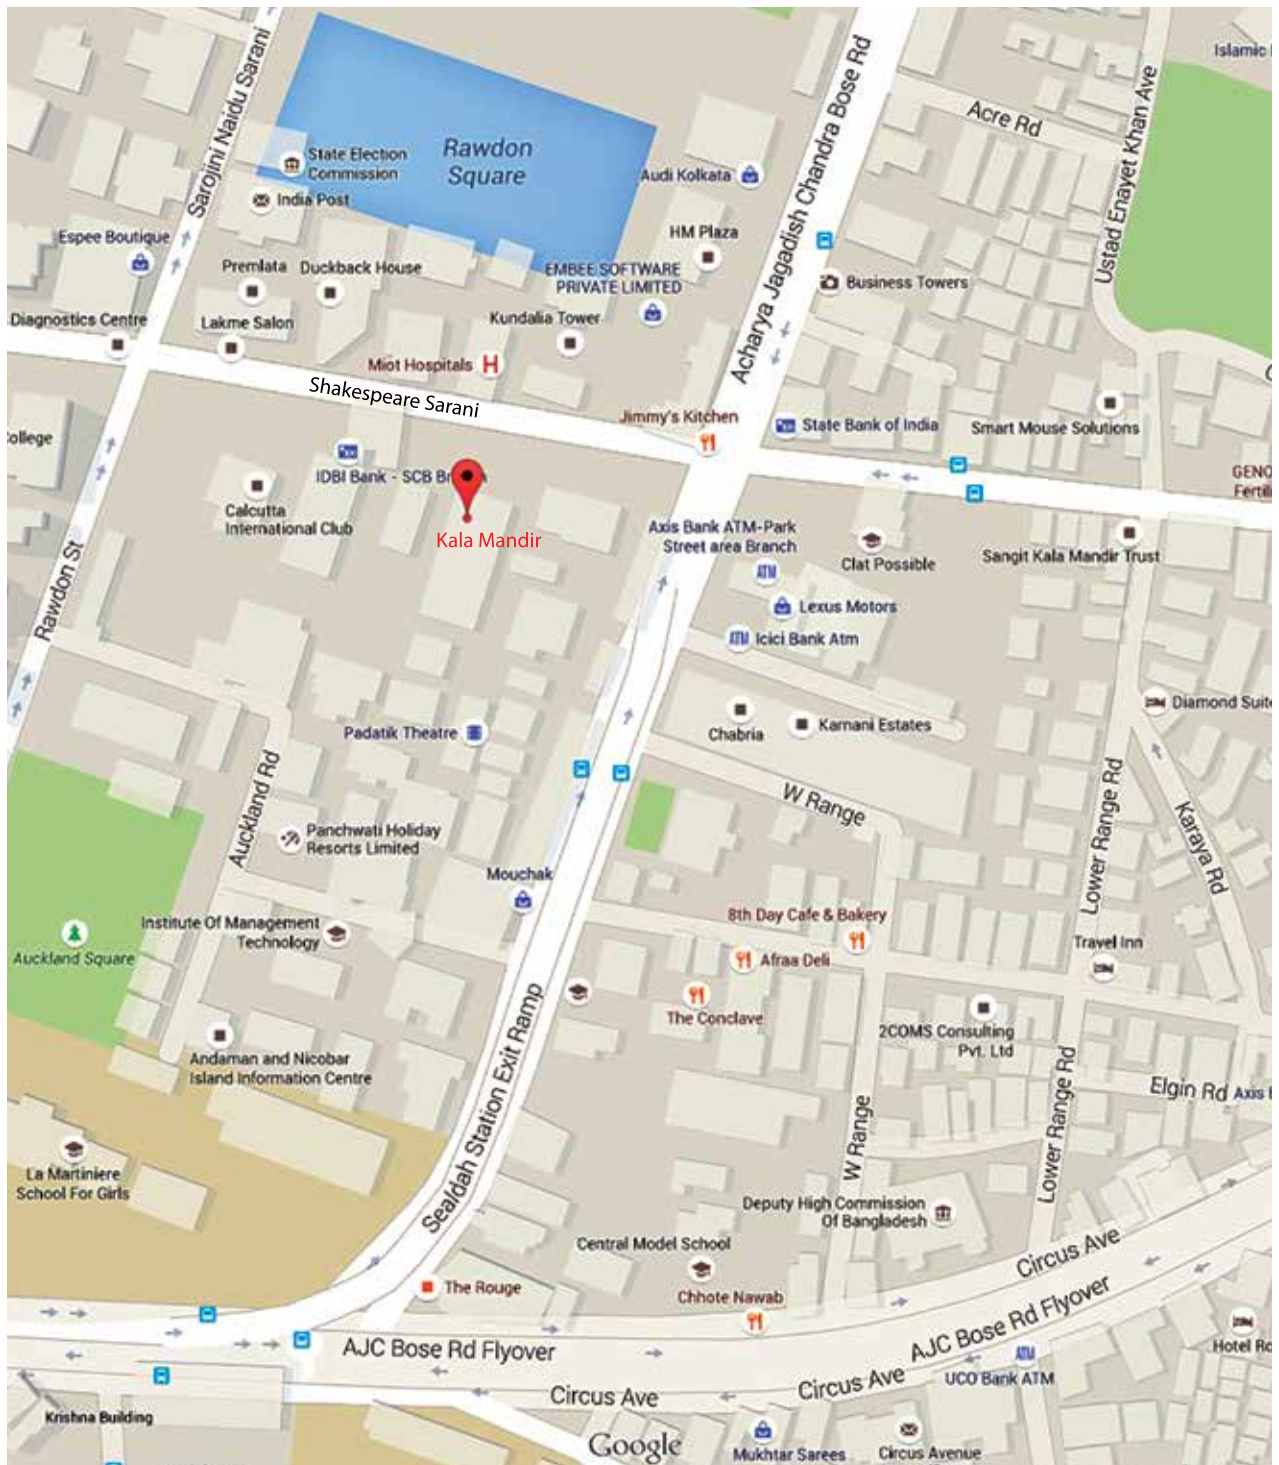 Sarojini Naidu Sarani
Rawdon
Square
Acharya Jagadish Chandra Bose Rd
Islamic
Acre Rd
Ustad Enayet Khan Ave
State Election
Commission
India Post
Audi Kolkata
HM Plaza
Espee Boutique
Premlata
Duckback House
EMBEE SOFTWARE
PRIVATE LIMITED
Business Towers
Diagnostics Centre
Lakme Salon
Kundalia Tower
Miot Hospitals
Shakespeare Sarani
Jimmy's Kitchen
State Bank of India
Smart Mouse Solutions
ollege
IDBI Bank - SCB Br
GENO
Fertili
Calcutta
International Club
Kala Mandir
Axis Bank ATM-Park
Street area Branch
ATM
Clat Possible
Sangit Kala Mandir Trust
Rawdon St
Lexus Motors
ATM
Icici Bank Atm
Diamond Suite
Padatik Theatre
Chabria
Karnani Estates
W Range
Lower Range Rd
Karaya Rd
Auckland Rd
Panchwati Holiday
Resorts Limited
Mouchak
Institute Of Management
Technology
8th Day Cafe & Bakery
Afraa Deli
Travel Inn
Auckland Square
The Conclave
2COMS Consulting
Pvt. Ltd
Andaman and Nicobar
Island Information Centre
Sealdah Station Exit Ramp
W Range
Lower Range Rd
Elgin Rd
Axis
La Martiniere
School For Girls
Deputy High Commission
Of Bangladesh
Central Model School
Circus Ave
The Rouge
Chhote Nawab
AJC Bose Rd Flyover
AJC Bose Rd Flyover
Hotel Ro
ATM
UCO Bank ATM
Circus Ave
Circus Ave
Krishna Building
Google
Mukhtar Sarees
Circus Avenue